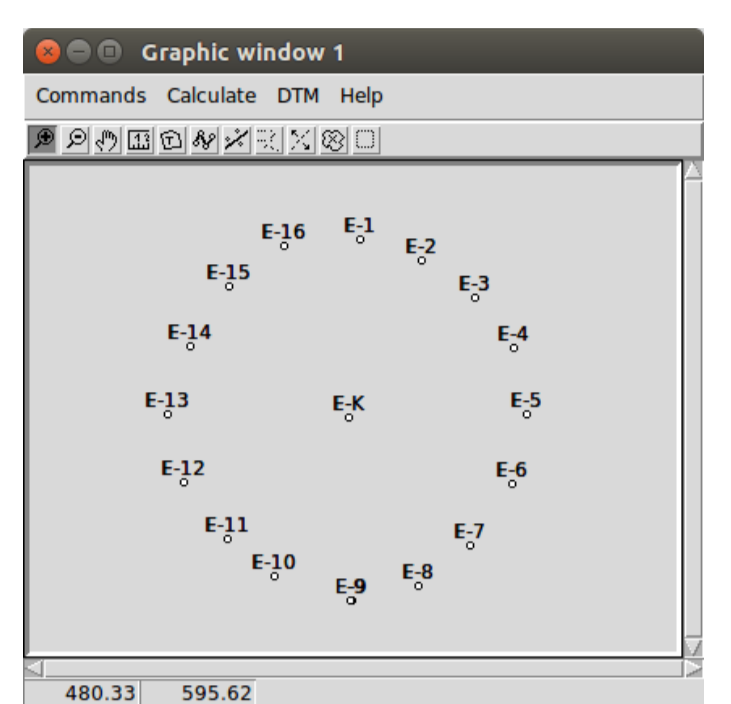 Graphic window 1
Commands Calculate DTM Help
E-1
E-16
E-2
E-15
E-3
E-14
E-4
E-13
E-K
E-5
E-12
E-6
E-11
E-7
E-10
E-8
E-9
480.33 595.62